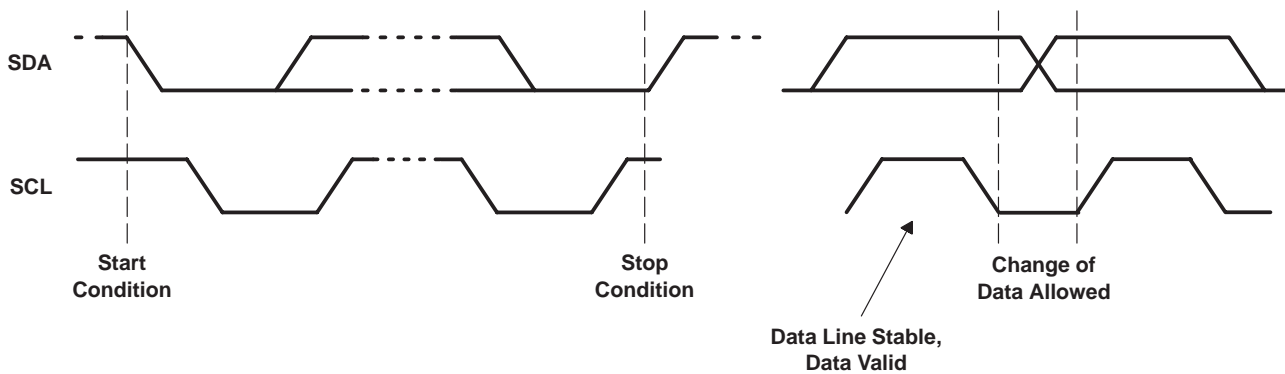 SDA
SCL
Start
Condition
Stop
Condition
Change of
Data Allowed
Data Line Stable,
Data Valid